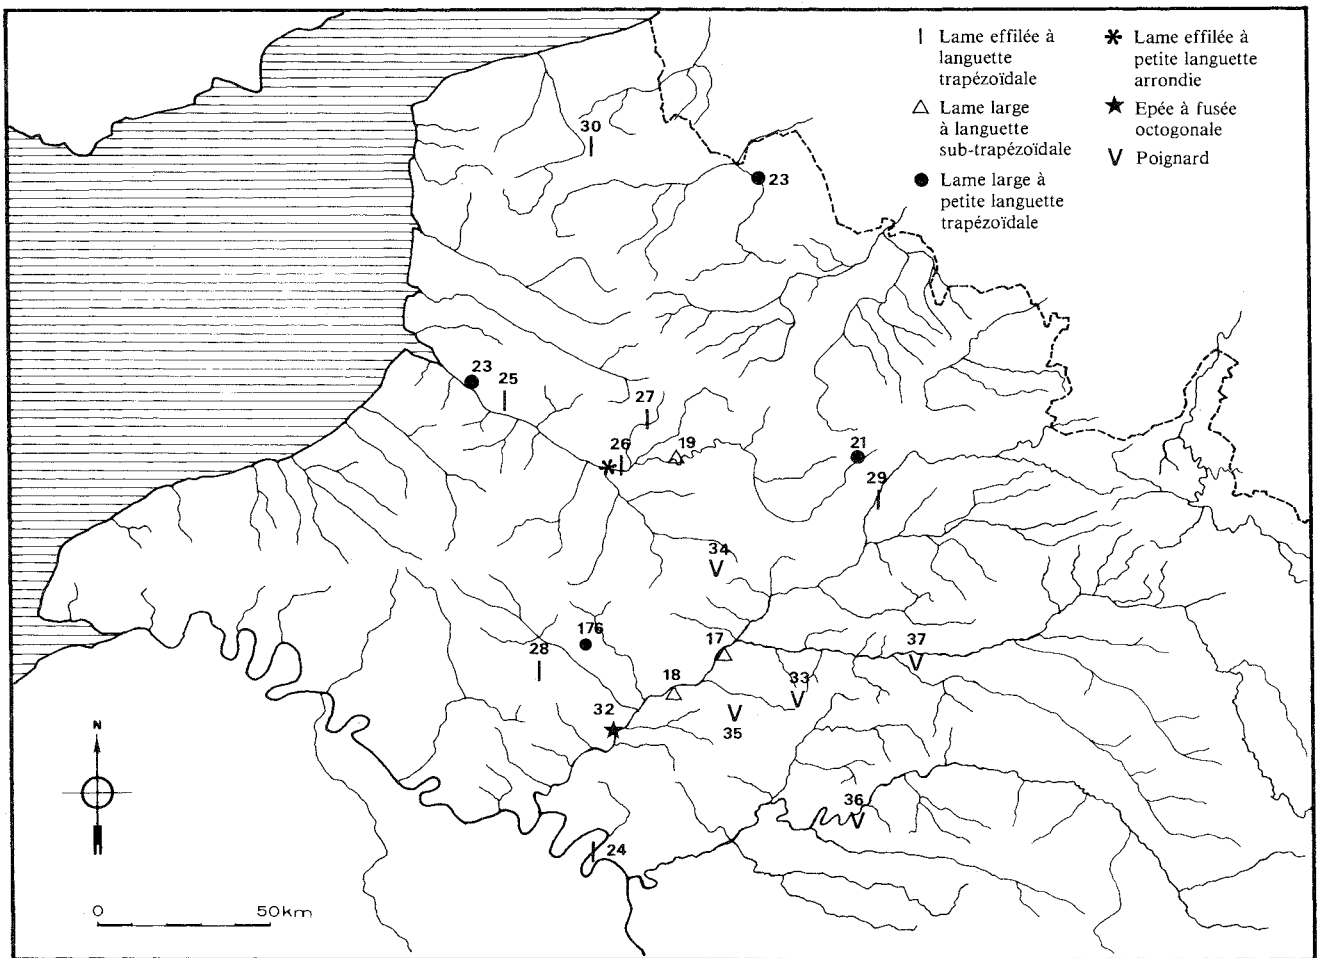 Lame effilée à
languette
trapézoïdale
Lame large
à languette
sub-trapézoïdale
Lame large à
petite languette
trapézoïdale
Lame effilée à
petite languette
arrondie
Epée à fusée
octogonale
Poignard
30
23
23
25
27
26
19
21
29
34
176
17
37
28
18
33
32
35
36
24
N
0 50km